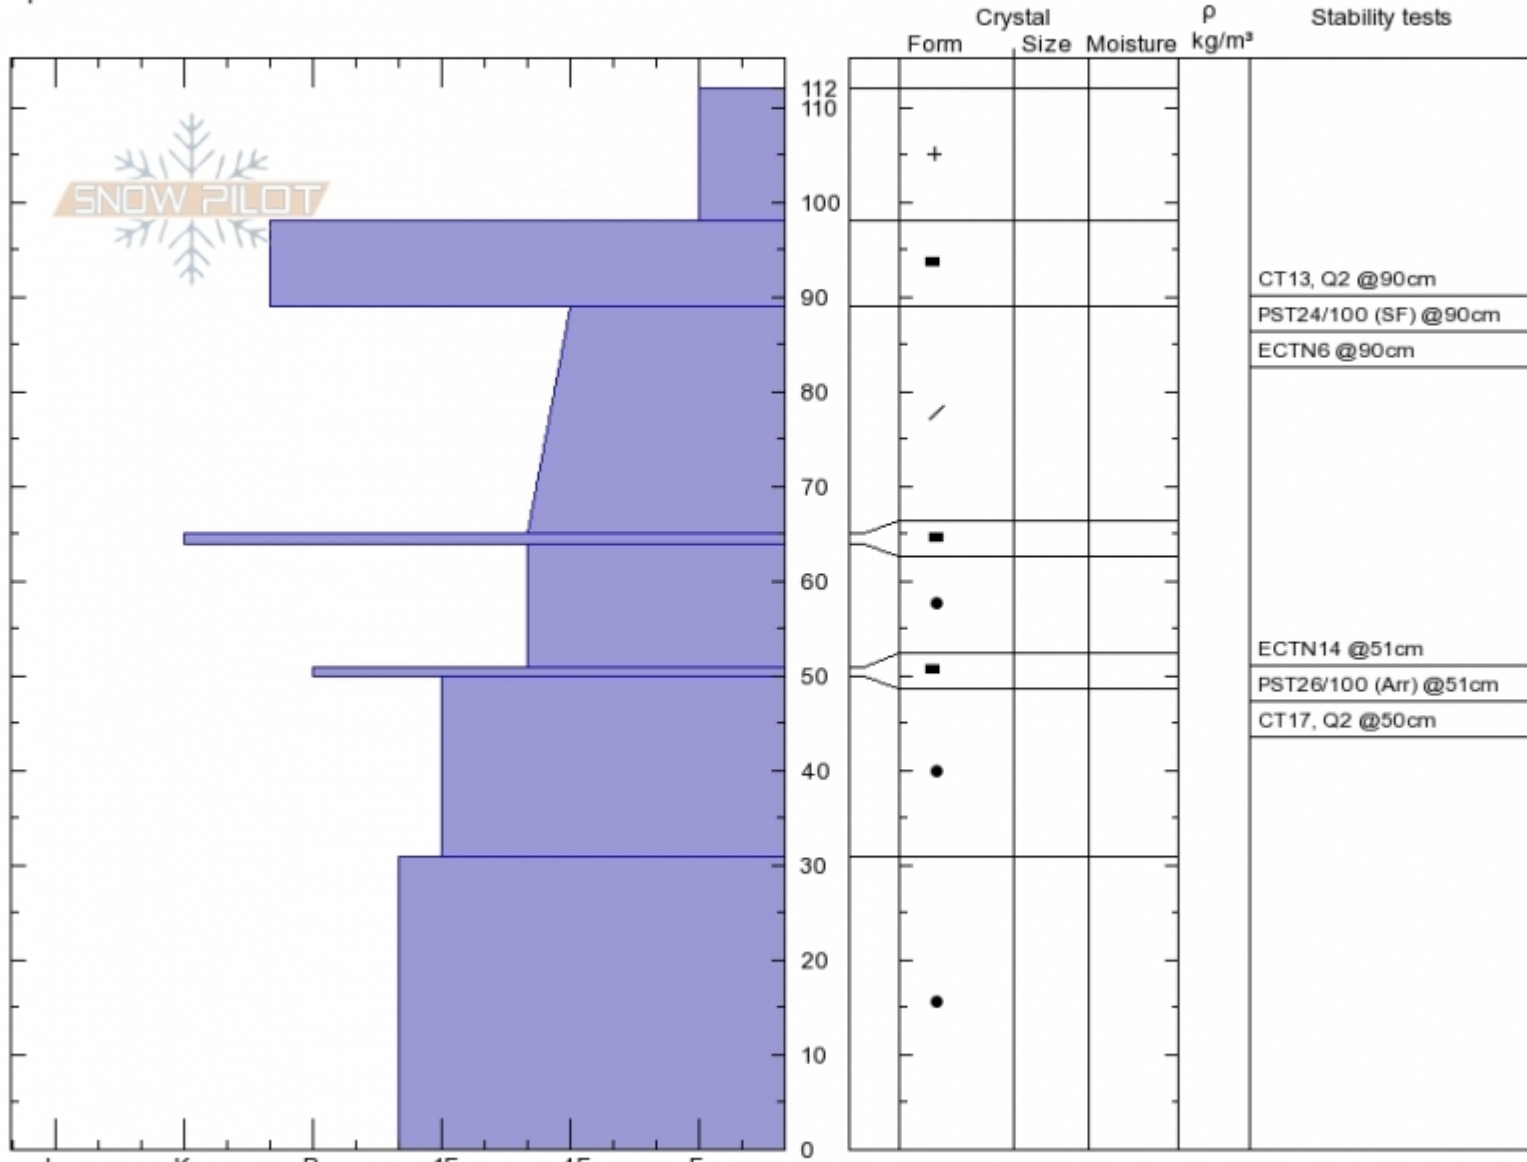 Crystal
ρ
Stability tests
Form Size Moisture kg/m³
112
110
SNOW PILOT
100
CT13, Q2 @90cm
90
PST24/100 (SF) @90cm
ECTN6 @90cm
80
70
60
ECTN14 @51cm
50
PST26/100 (Arr) @51cm
CT17, Q2 @50cm
40
30
20
10
0